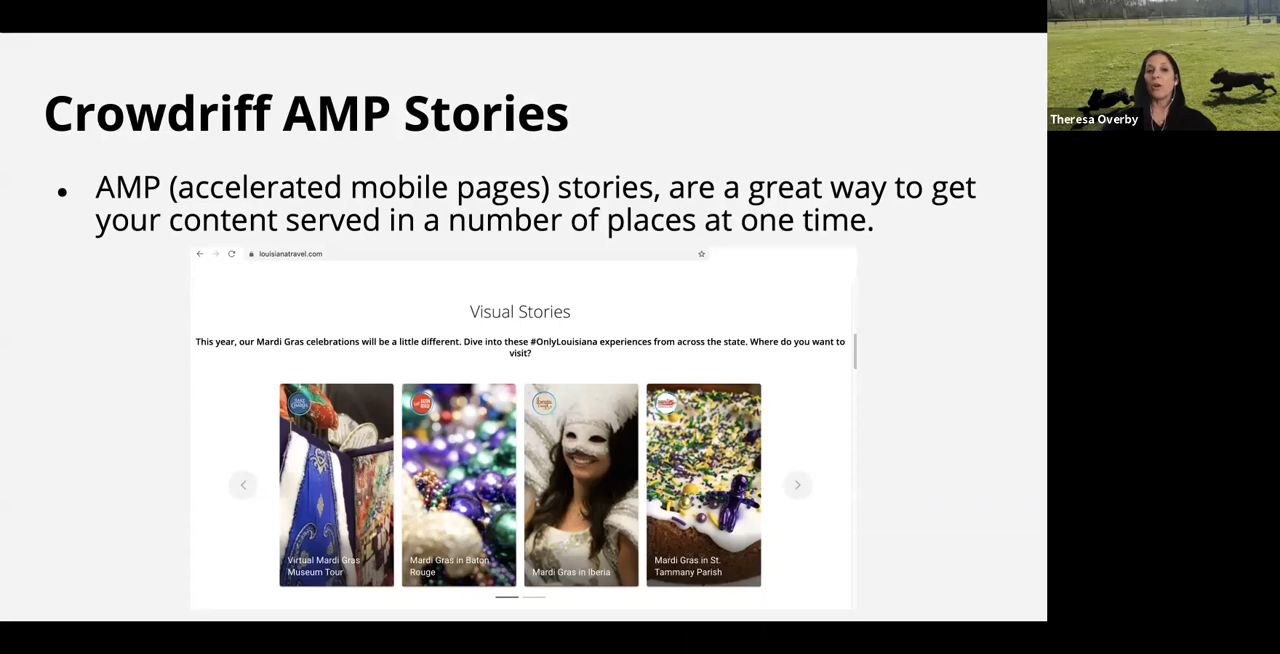 Crowdriff AMP Stories
• AMP (accelerated mobile pages) stories, are a great way to get
your content served in a number of places at one time.
louisianatravel.com
Visual Stories
This year, our Mardi Gras celebrations will be a little different. Dive into these #OnlyLouisiana experiences from across the state. Where do you want to
visit?
Virtual Mardi Gras
Museum Tour
Mardi Gras in Baton
Rouge
Mardi Gras in Iberia
Mardi Gras in St.
Tammany Parish
Theresa Overby